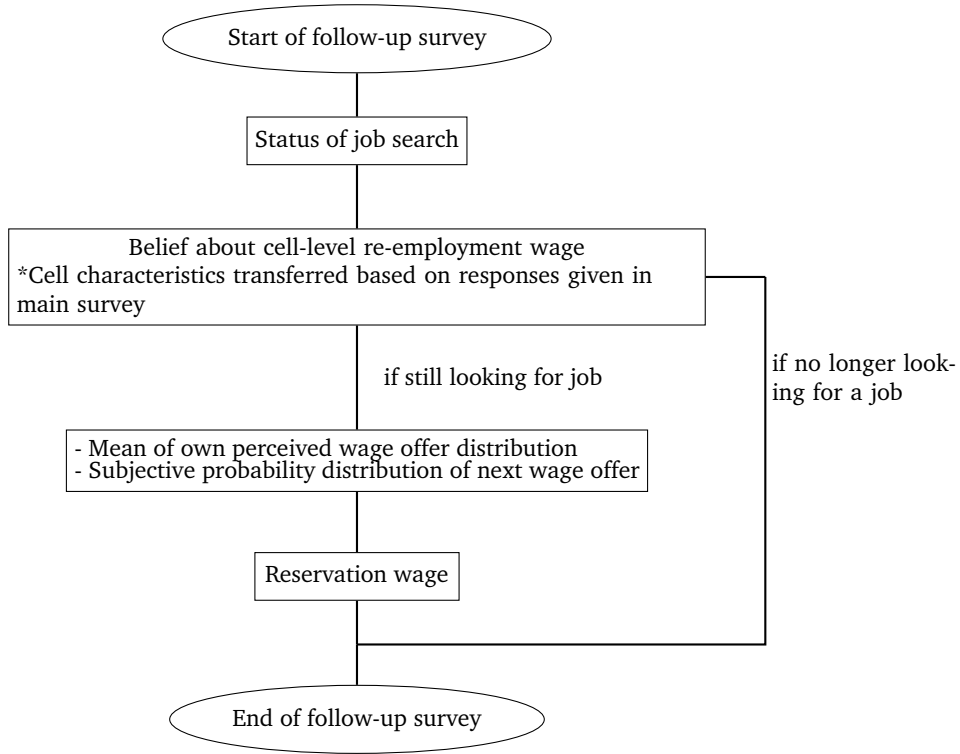 Start of follow-up survey
Status of job search
Belief about cell-level re-employment wage
*Cell characteristics transferred based on responses given in
main survey
if still looking for job
if no longer look-
ing for a job
- Mean of own perceived wage offer distribution
- Subjective probability distribution of next wage offer
Reservation wage
End of follow-up survey